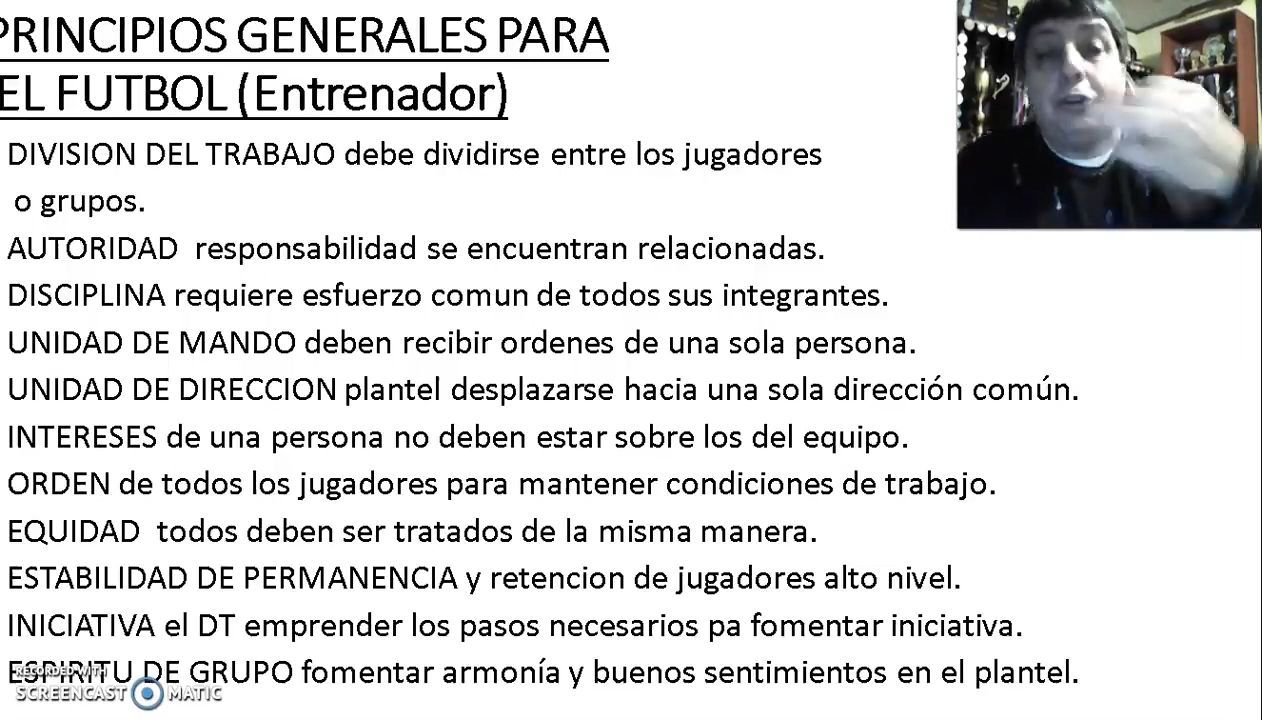 PRINCIPIOS GENERALES PARA
EL FUTBOL (Entrenador)
DIVISION DEL TRABAJO debe dividirse entre los jugadores
o grupos.
AUTORIDAD responsabilidad se encuentran relacionadas.
DISCIPLINA requiere esfuerzo comun de todos sus integrantes.
UNIDAD DE MANDO deben recibir ordenes de una sola persona.
UNIDAD DE DIRECCION plantel desplazarse hacia una sola dirección común.
INTERESES de una persona no deben estar sobre los del equipo.
ORDEN de todos los jugadores para mantener condiciones de trabajo.
EQUIDAD todos deben ser tratados de la misma manera.
ESTABILIDAD DE PERMANENCIA y retencion de jugadores alto nivel.
INICIATIVA el DT emprender los pasos necesarios pa fomentar iniciativa.
ESPIRITU DE GRUPO fomentar armonía y buenos sentimientos en el plantel.
RECORDED WITH
SCREENCAST MATIC